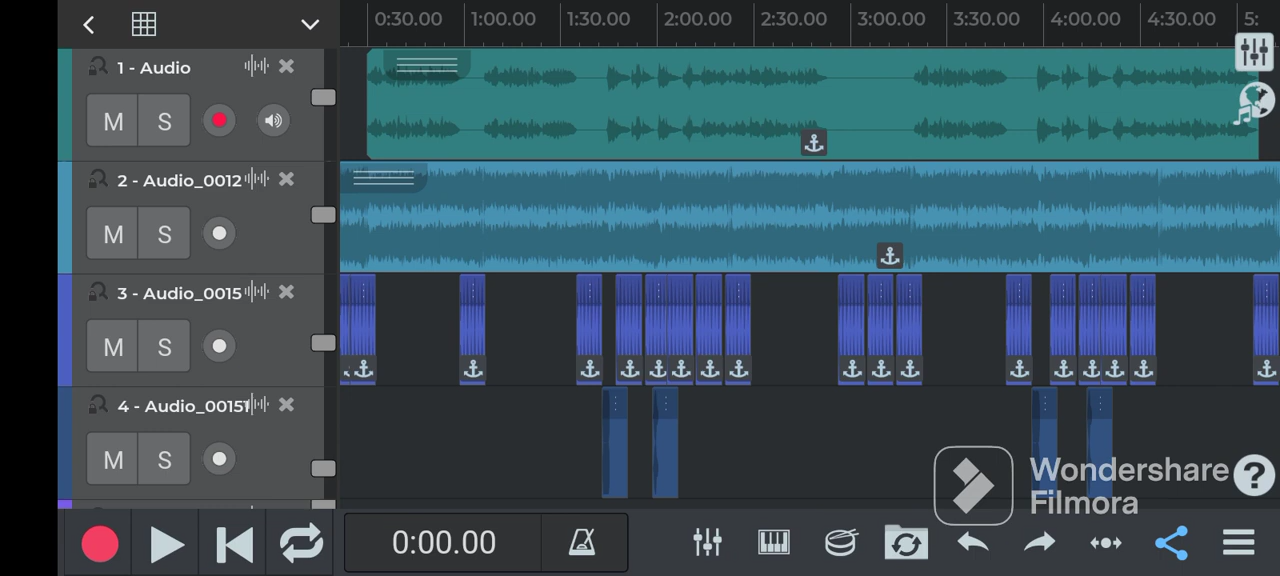 0:30.00 1:00.00 1:30.00 2:00.00 2:30.00 3:00.00 3:30.00 4:00.00 4:30.00 5:
1 - Audio
M S
2 - Audio_0012
M S
3 - Audio_0015
M S
4 - Audio_00151
M S
Wondershare
Filmora
?
0:00.00